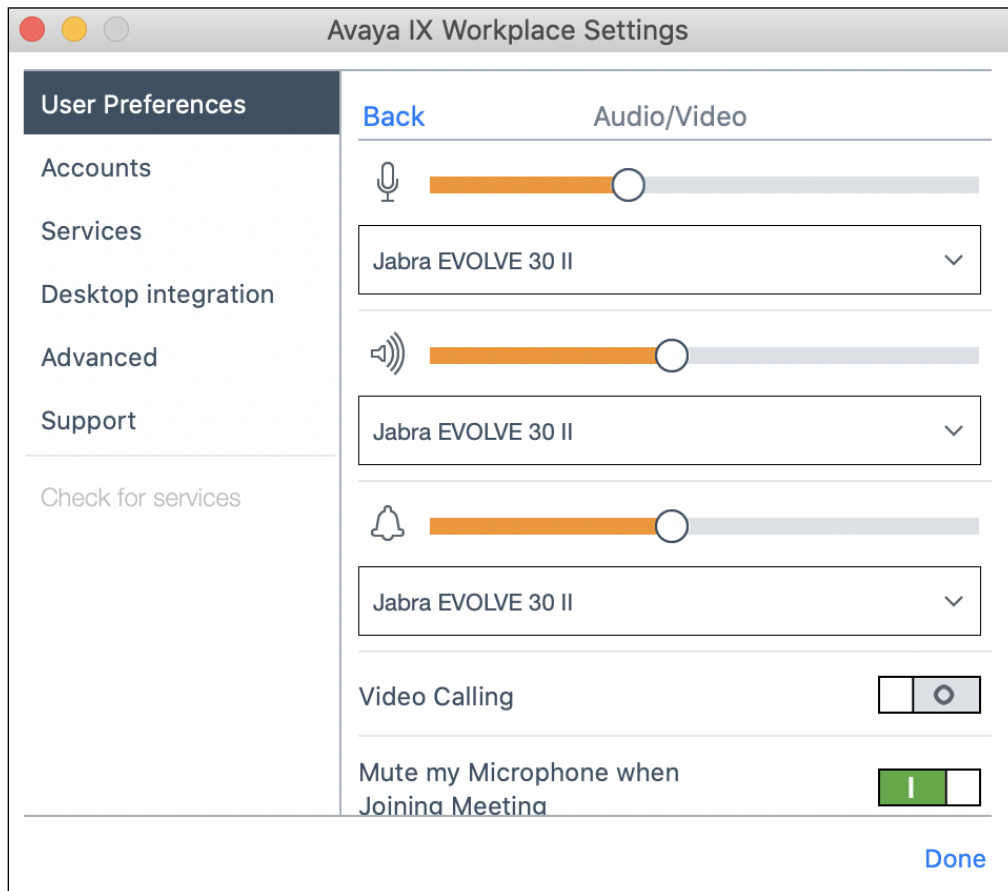 Avaya IX Workplace Settings
User Preferences
Accounts
Services
Desktop integration
Advanced
Support
Check for services
Back
Audio/Video
Jabra EVOLVE 30 II
Jabra EVOLVE 30 II
Jabra EVOLVE 30 II
Video Calling
Mute my Microphone when
Joining Meeting
Done